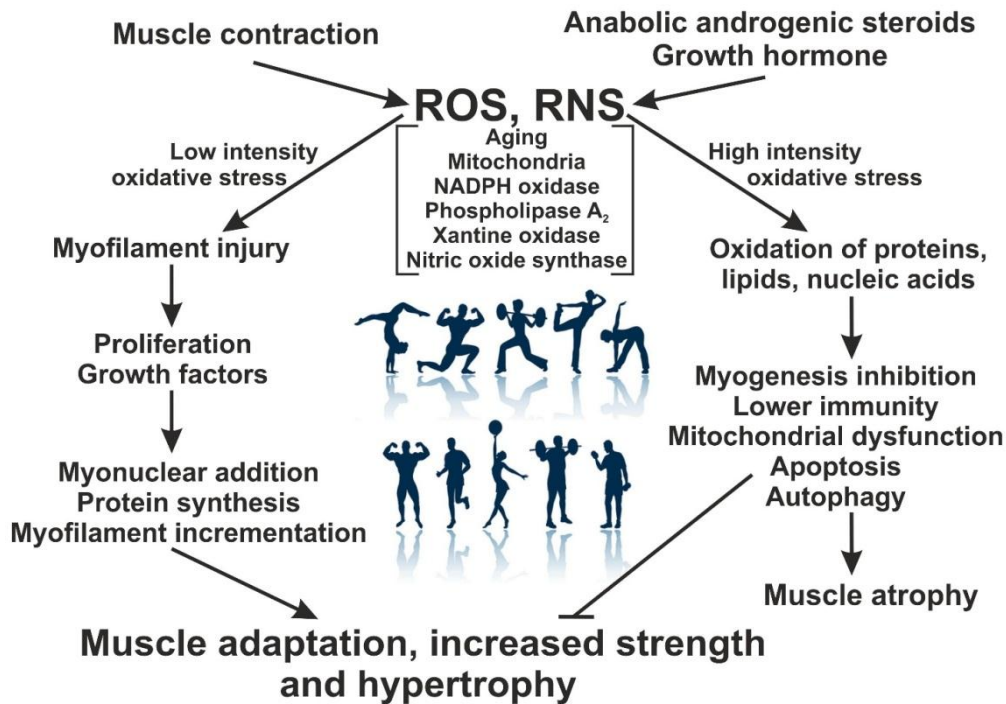 Muscle contraction
Anabolic androgenic steroids
Growth hormone
ROS, RNS
Aging
Mitochondria
NADPH oxidase
Phospholipase A₂
Xantine oxidase
Nitric oxide synthase
Low intensity
oxidative stress
High intensity
oxidative stress
Myofilament injury
Proliferation
Growth factors
Myonuclear addition
Protein synthesis
Myofilament incrementation
Oxidation of proteins,
lipids, nucleic acids
Myogenesis inhibition
Lower immunity
Mitochondrial dysfunction
Apoptosis
Autophagy
Muscle atrophy
Muscle adaptation, increased strength
and hypertrophy